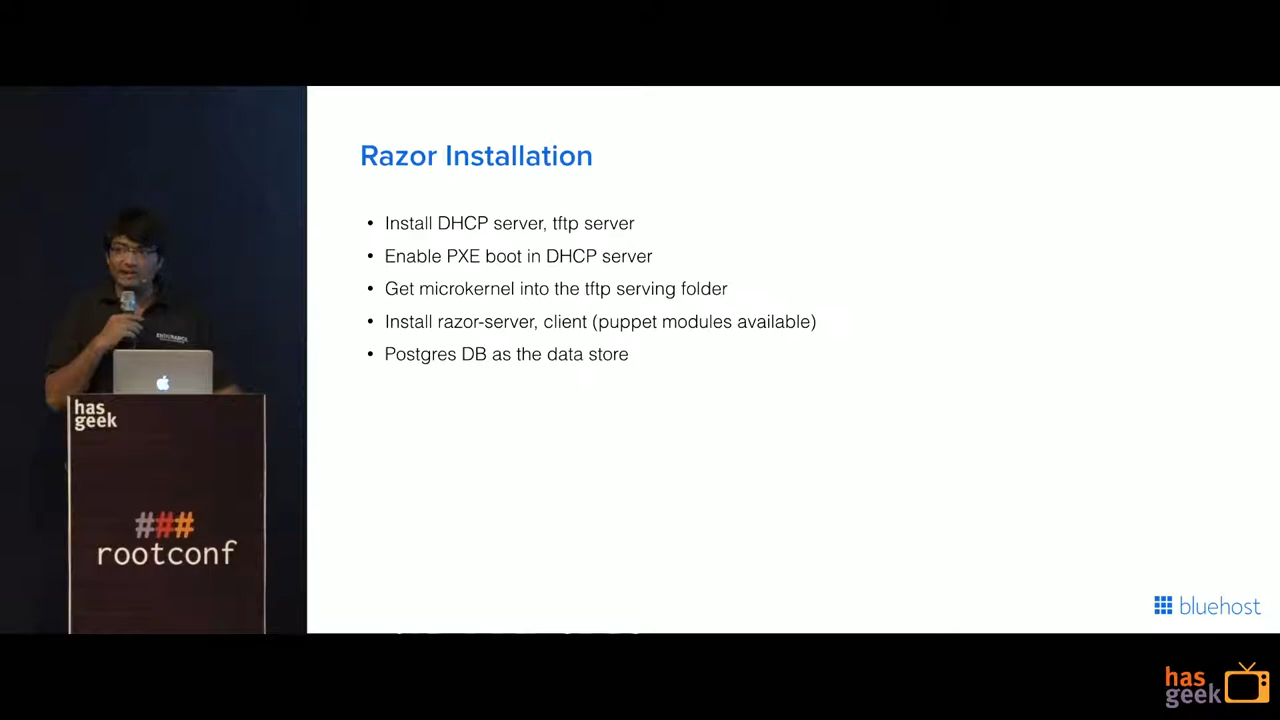 Razor Installation
• Install DHCP server, tftp server
• Enable PXE boot in DHCP server
• Get microkernel into the tftp serving folder
• Install razor-server, client (puppet modules available)
• Postgres DB as the data store
ENDURANCE
has
geek
###
rootconf
bluehost
has
geek